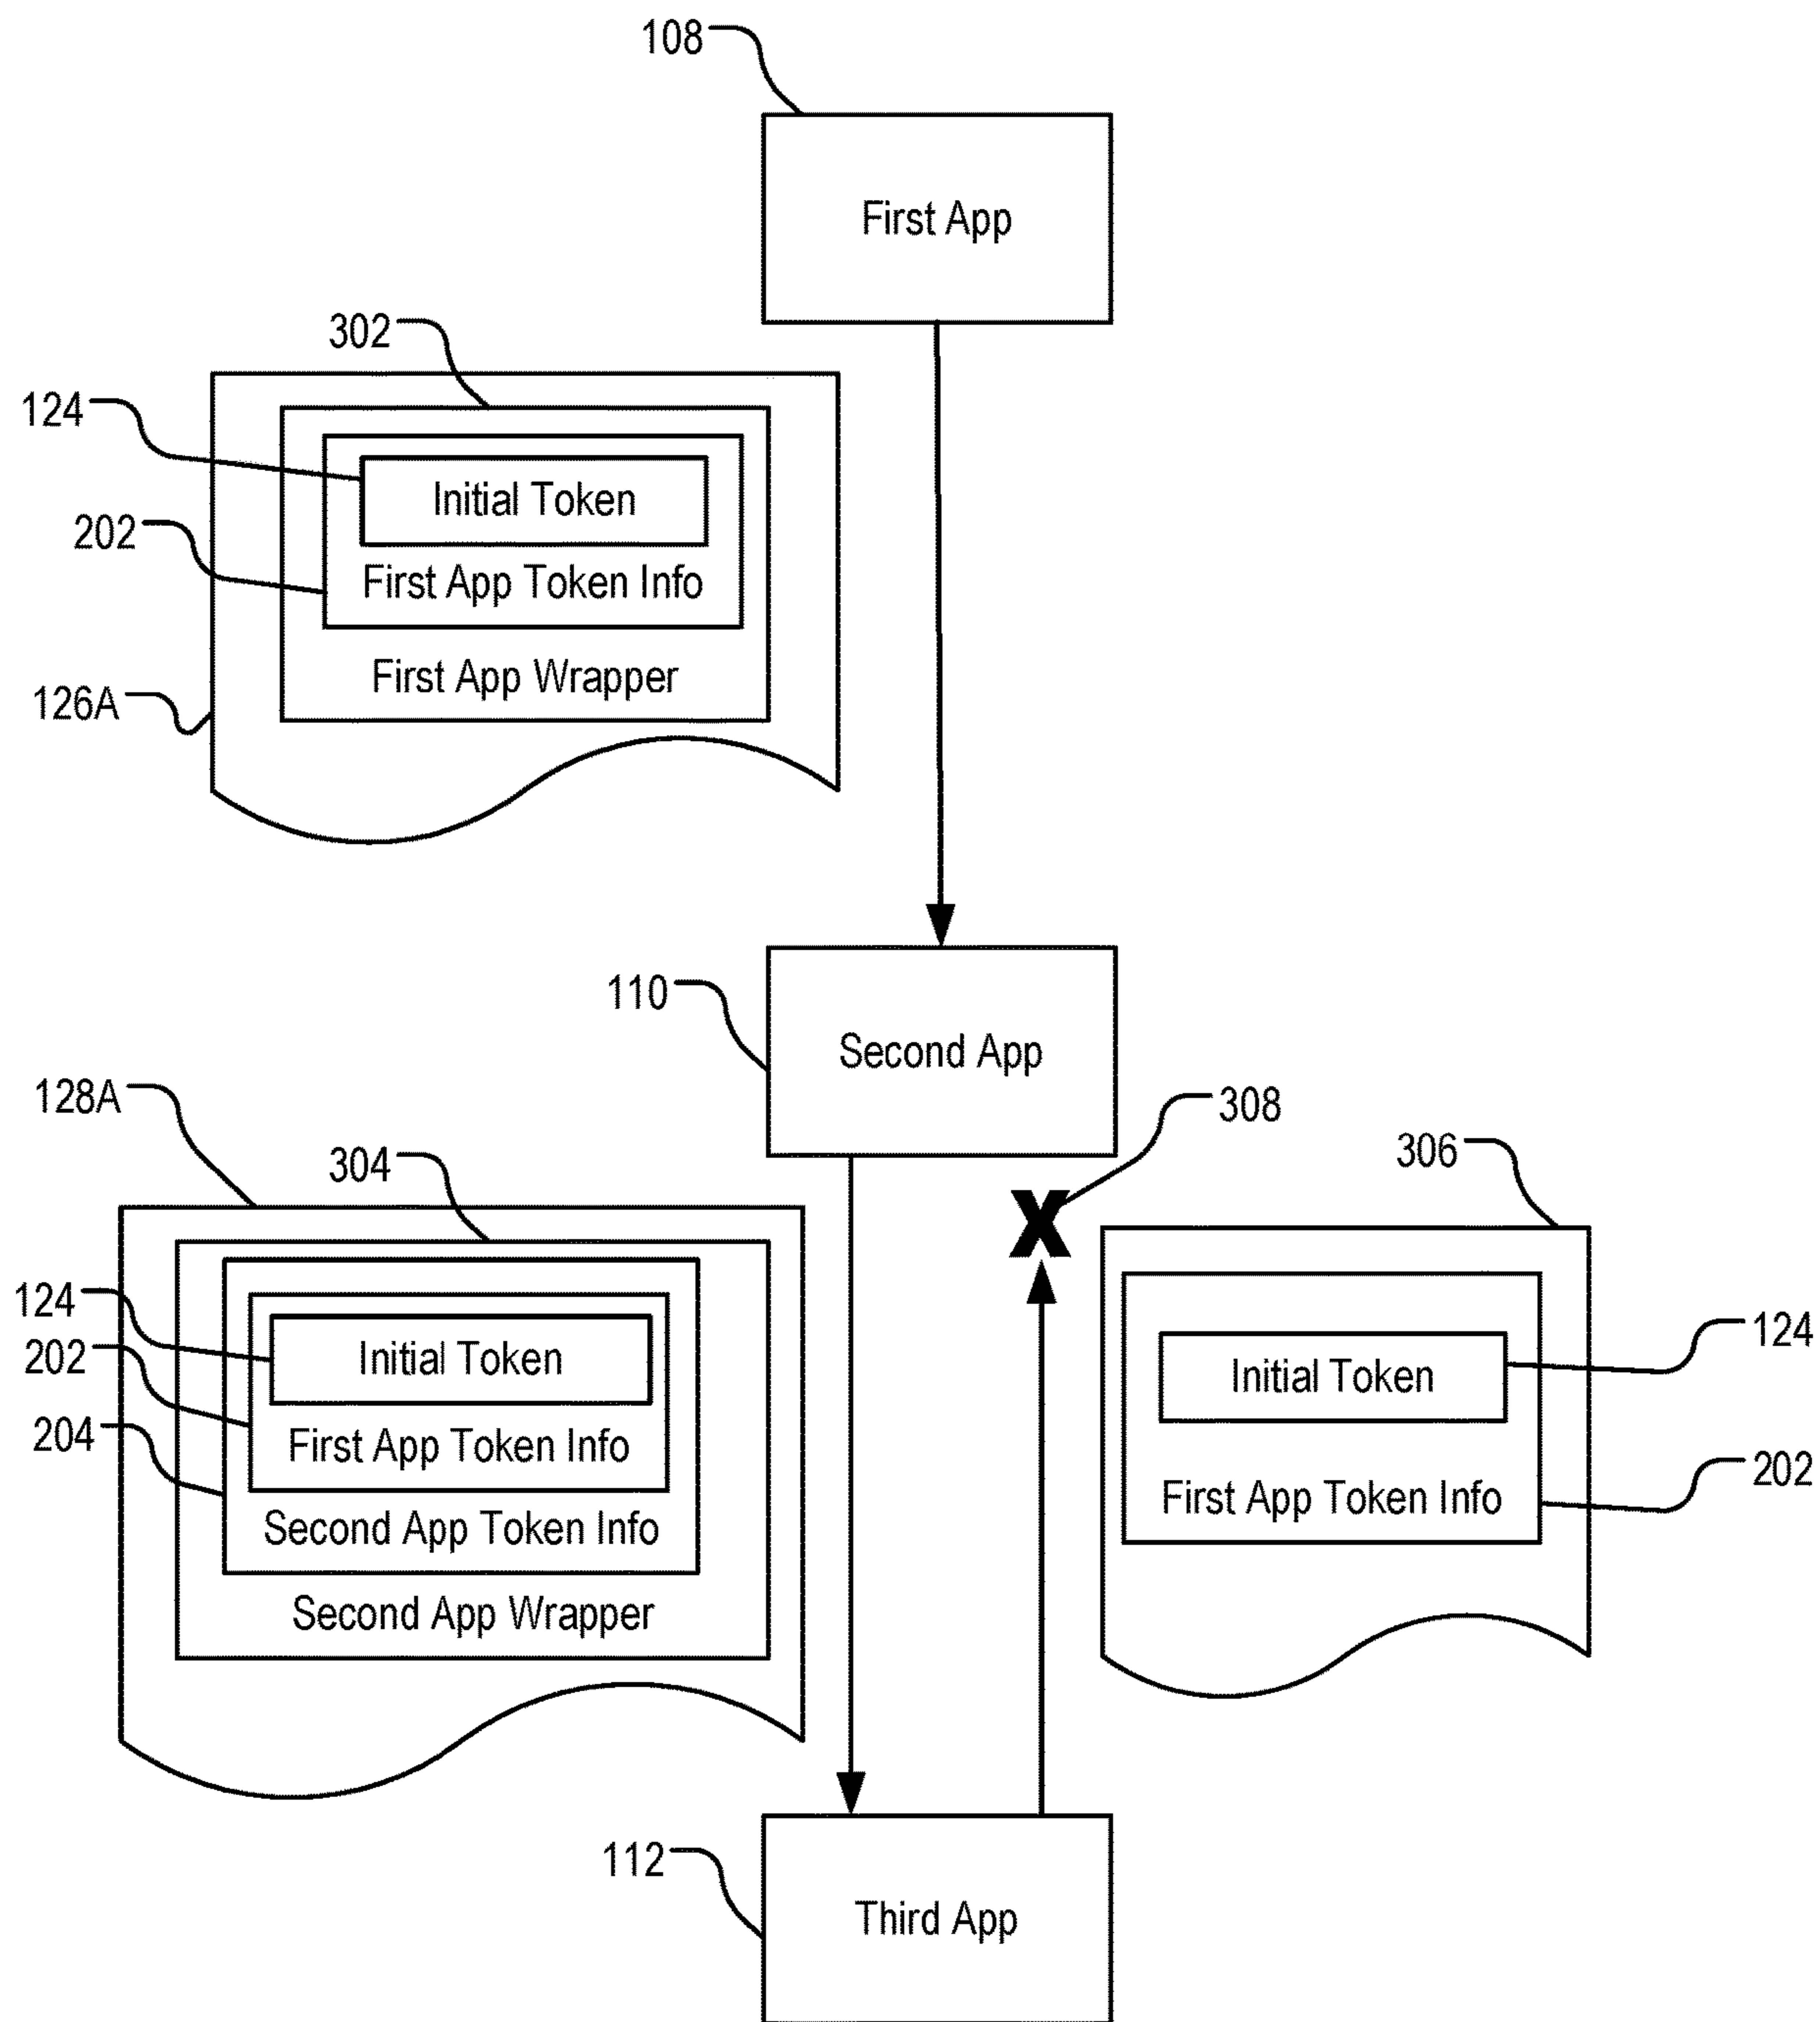 108
First App
302
124
Initial Token
202
First App Token Info
First App Wrapper
126A
110
Second App
308
128A
306
304
124
Initial Token
202
First App Token Info
204
Second App Token Info
Second App Wrapper
Initial Token
124
First App Token Info
202
X
112
Third App